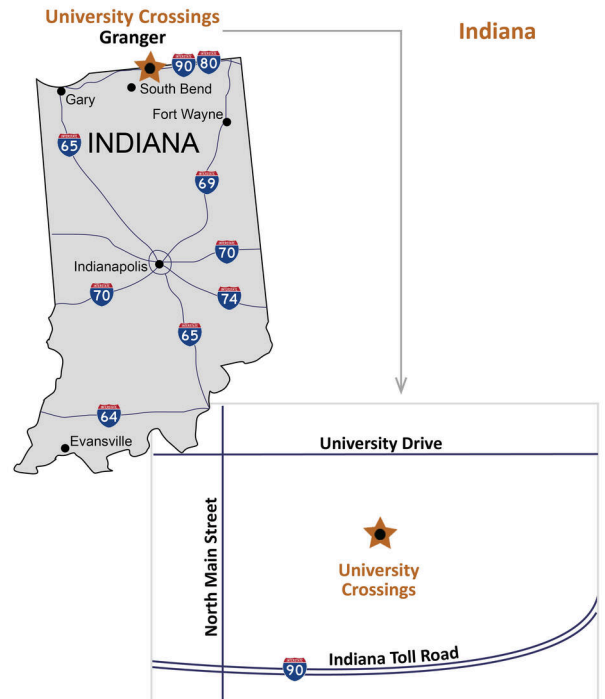 University Crossings
Granger
Indiana
90
80
Gary
South Bend
Fort Wayne
INDIANA
65
69
70
Indianapolis
70
74
65
64
Evansville
University Drive
North Main Street
University
Crossings
Indiana Toll Road
90